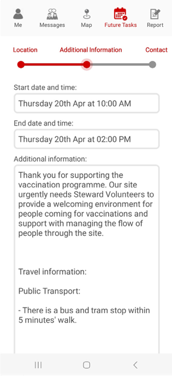 Me Messages Map Future Tasks Report
Location Additional Information Contact
Start date and time:
Thursday 20th Apr at 10:00 AM
End date and time:
Thursday 20th Apr at 02:00 PM
Additional information:
Thank you for supporting the
vaccination programme. Our site
urgently needs Steward Volunteers to
provide a welcoming environment for
people coming for vaccinations and
support with managing the flow of
people through the site.
Travel information:
Public Transport:
- There is a bus and tram stop within
5 minutes' walk.